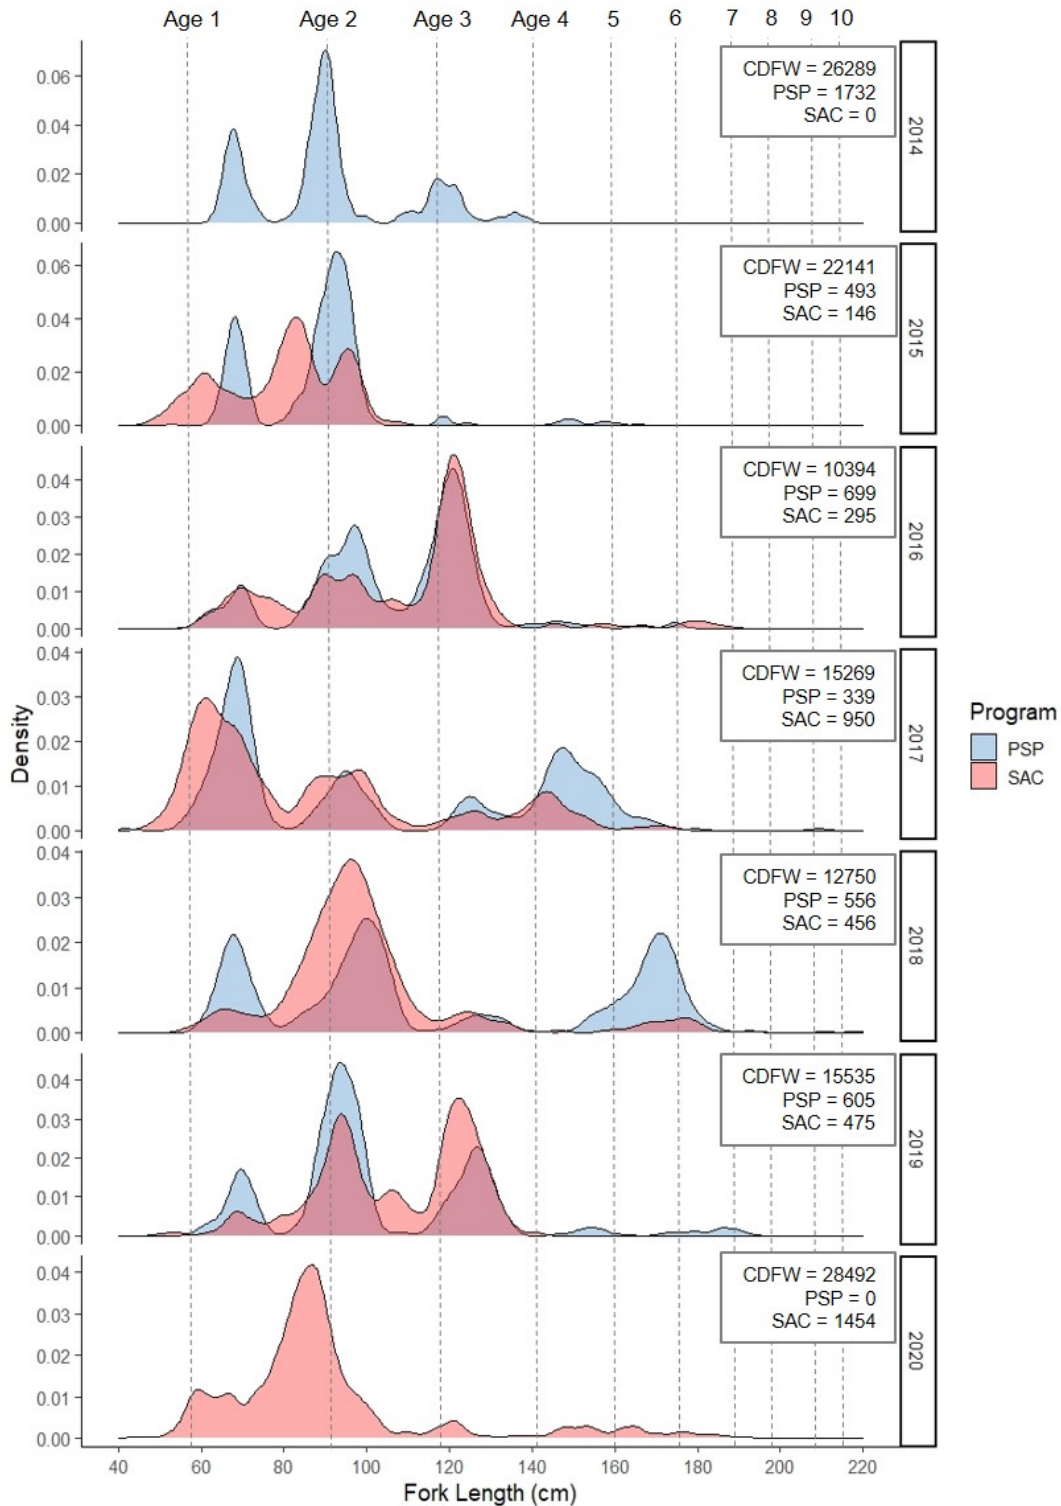 Age 1 Age 2 Age 3 Age 4 5 6 7 8 9 10
CDFW = 26289
PSP = 1732
SAC = 0
2014
0.06
0.04
0.02
0.00
CDFW = 22141
PSP = 493
SAC = 146
2015
0.06
0.04
0.02
0.00
CDFW = 10394
PSP = 699
SAC = 295
2016
0.04
0.03
0.02
0.01
0.00
CDFW = 15269
PSP = 339
SAC = 950
2017
0.04
0.03
0.02
0.01
0.00
Density
Program
PSP
SAC
CDFW = 12750
PSP = 556
SAC = 456
2018
0.04
0.03
0.02
0.01
0.00
CDFW = 15535
PSP = 605
SAC = 475
2019
0.04
0.03
0.02
0.01
0.00
CDFW = 28492
PSP = 0
SAC = 1454
2020
0.04
0.03
0.02
0.01
0.00
40 60 80 100 120 140 160 180 200 220
Fork Length (cm)